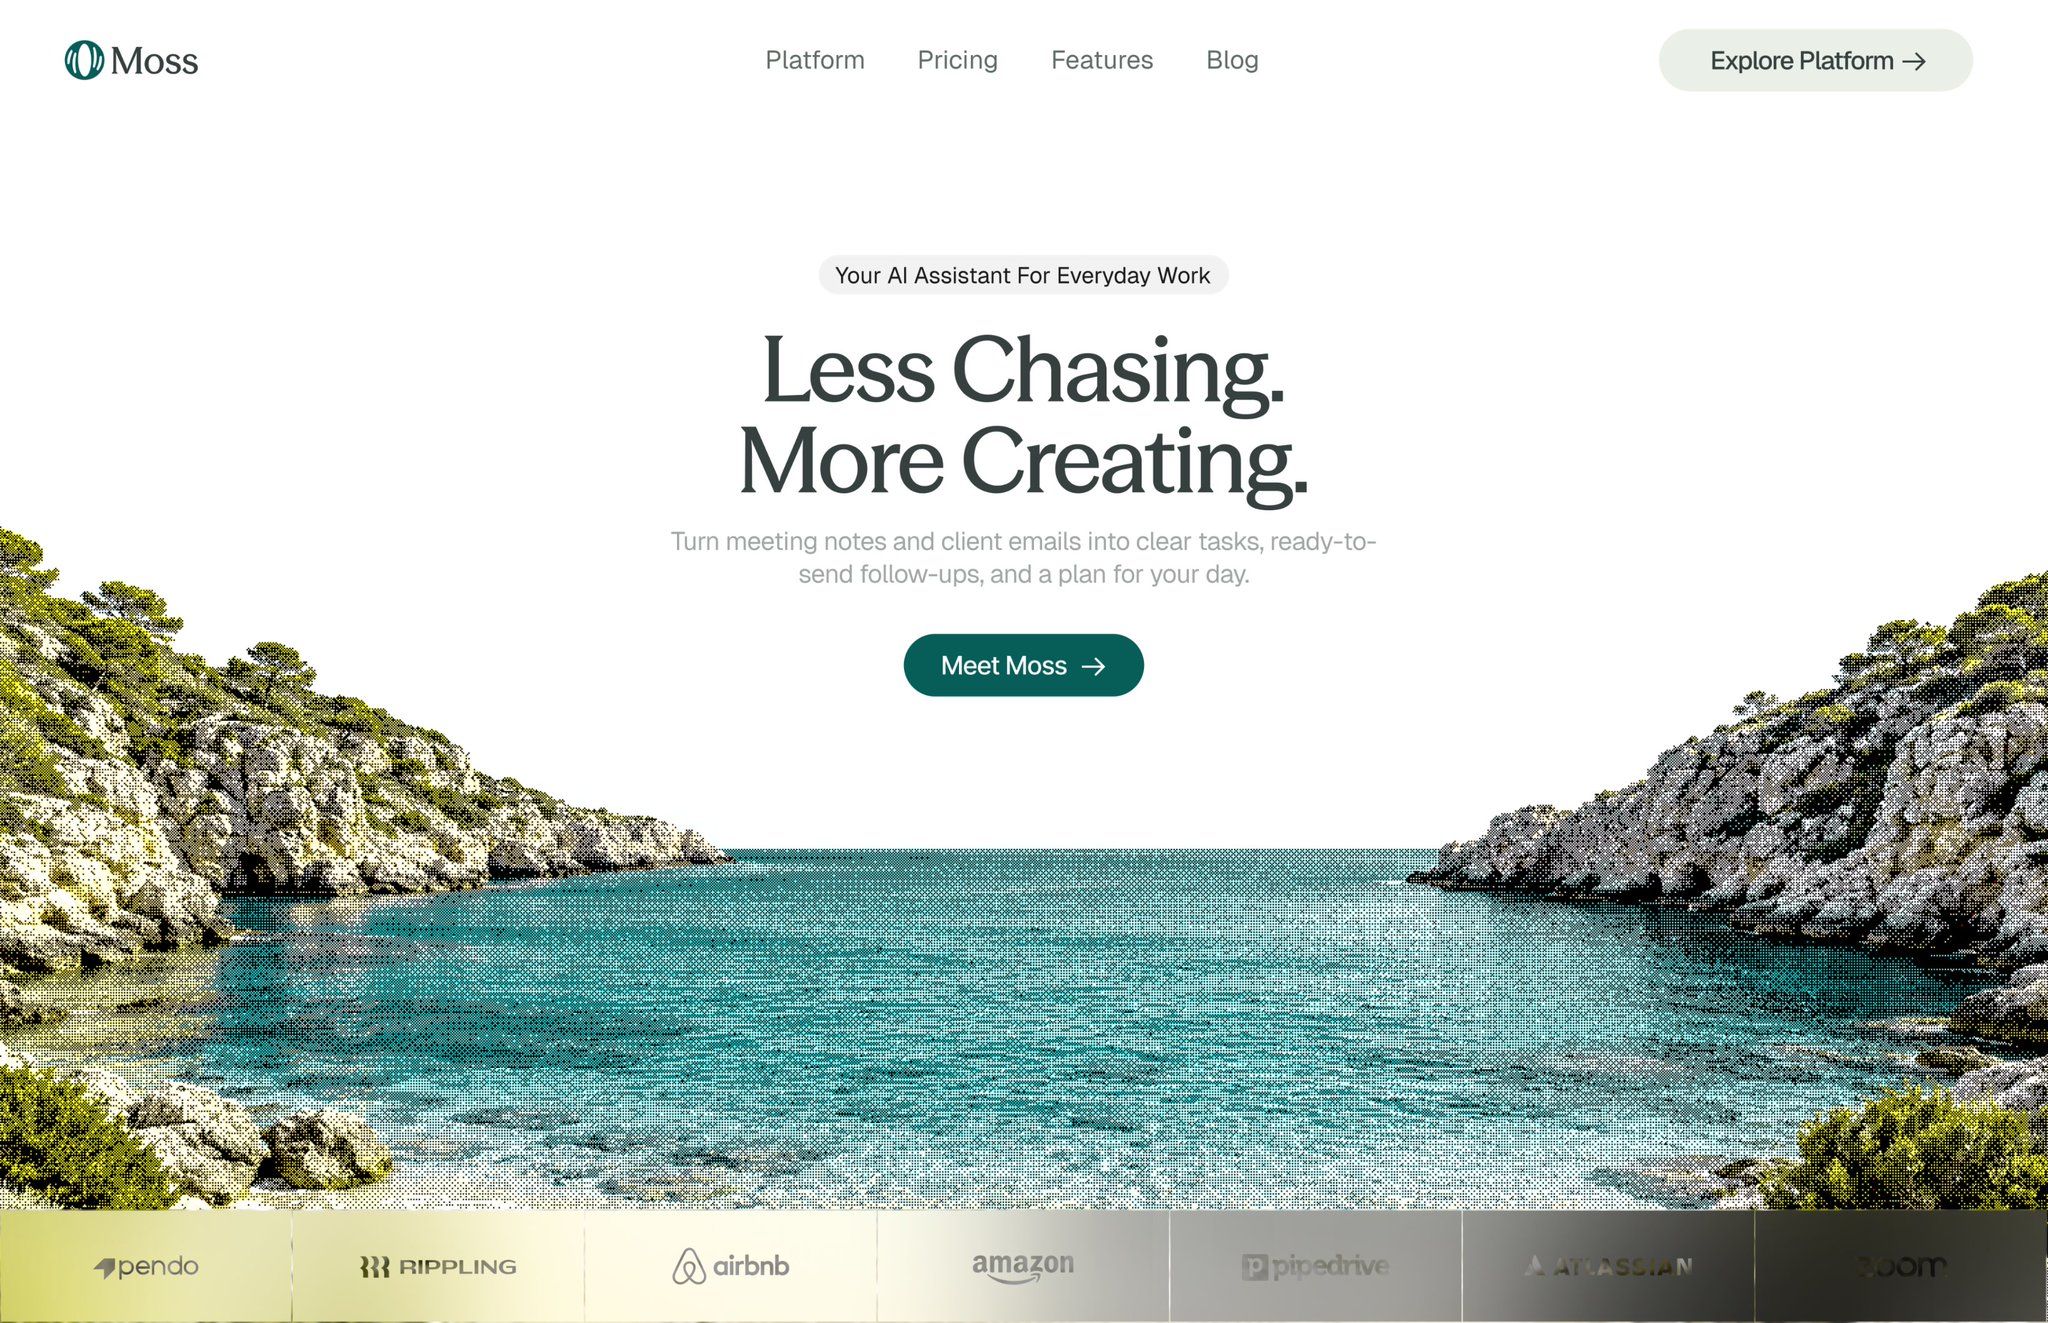 Moss
Platform
Pricing
Features
Blog
Explore Platform →
Your AI Assistant For Everyday Work
Less Chasing.
More Creating.
Turn meeting notes and client emails into clear tasks, ready-to-
send follow-ups, and a plan for your day.
Meet Moss →
pendo
RIPPLING
airbnb
amazon
pipedrive
ATLASSIAN
zoom